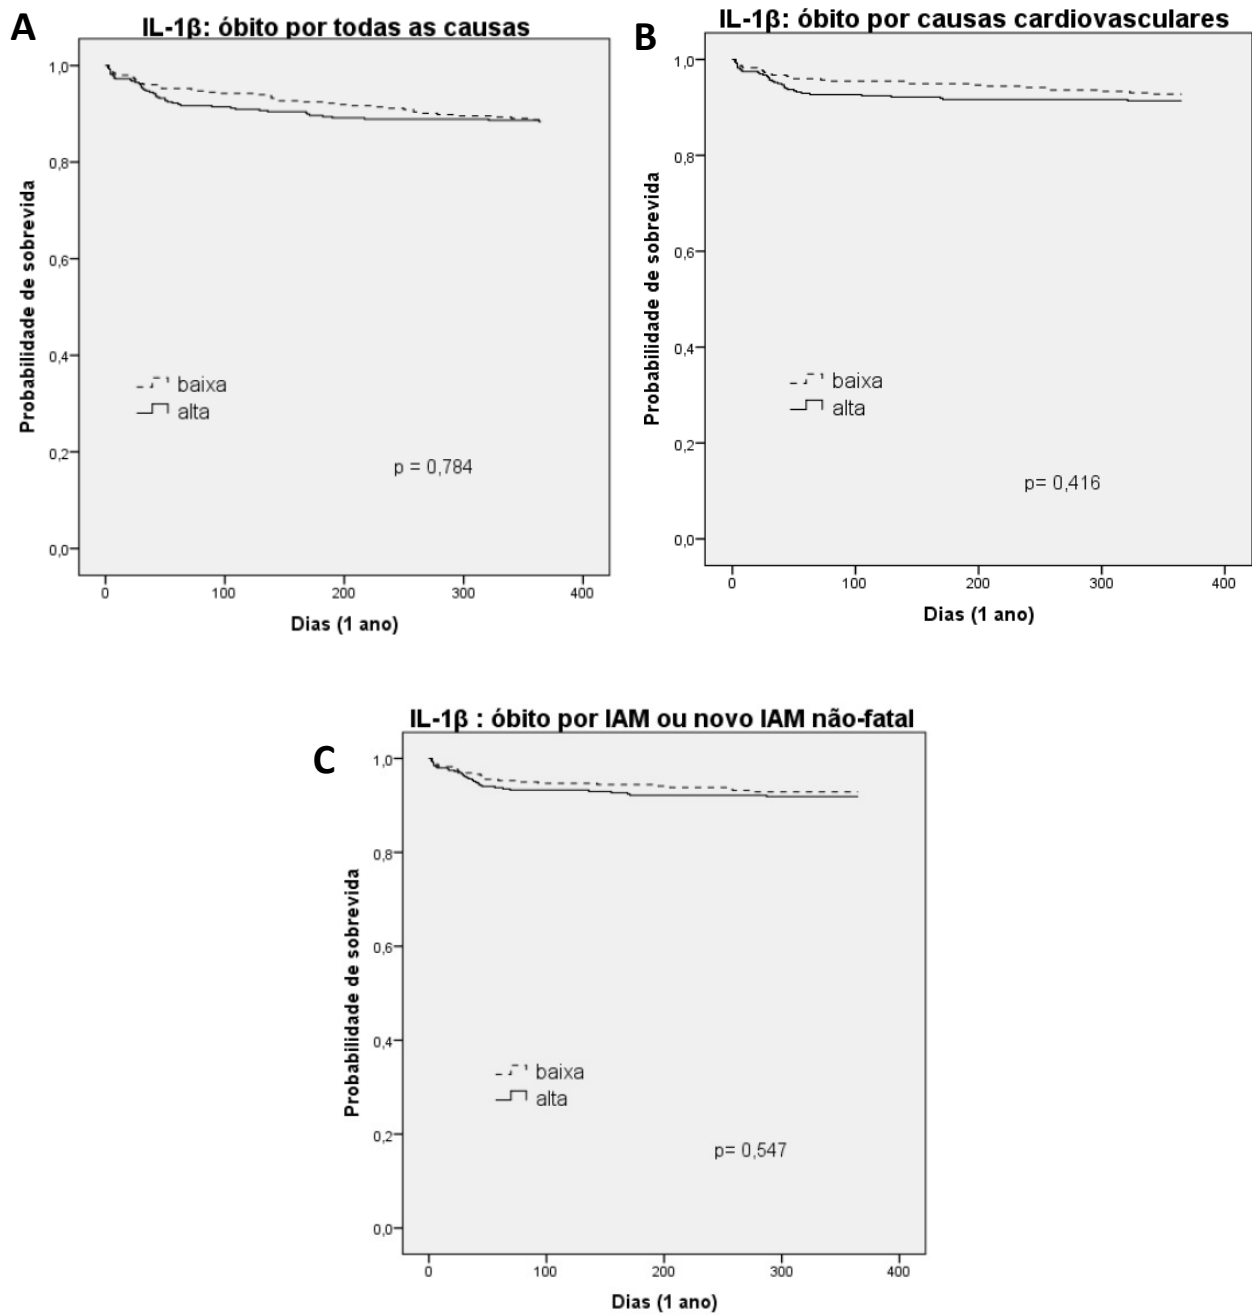 A
IL-1β: óbito por todas as causas
Probabilidade de sobrevida
1,0
0,8
0,6
0,4
0,2
0,0
baixa
alta
p = 0,784
0 100 200 300 400
Dias (1 ano)
B
IL-1β: óbito por causas cardiovasculares
Probabilidade de sobrevida
1,0
0,8
0,6
0,4
0,2
0,0
baixa
alta
p= 0,416
0 100 200 300 400
Dias (1 ano)
C
IL-1β : óbito por IAM ou novo IAM não-fatal
Probabilidade de sobrevida
1,0
0,8
0,6
0,4
0,2
0,0
baixa
alta
p= 0,547
0 100 200 300 400
Dias (1 ano)